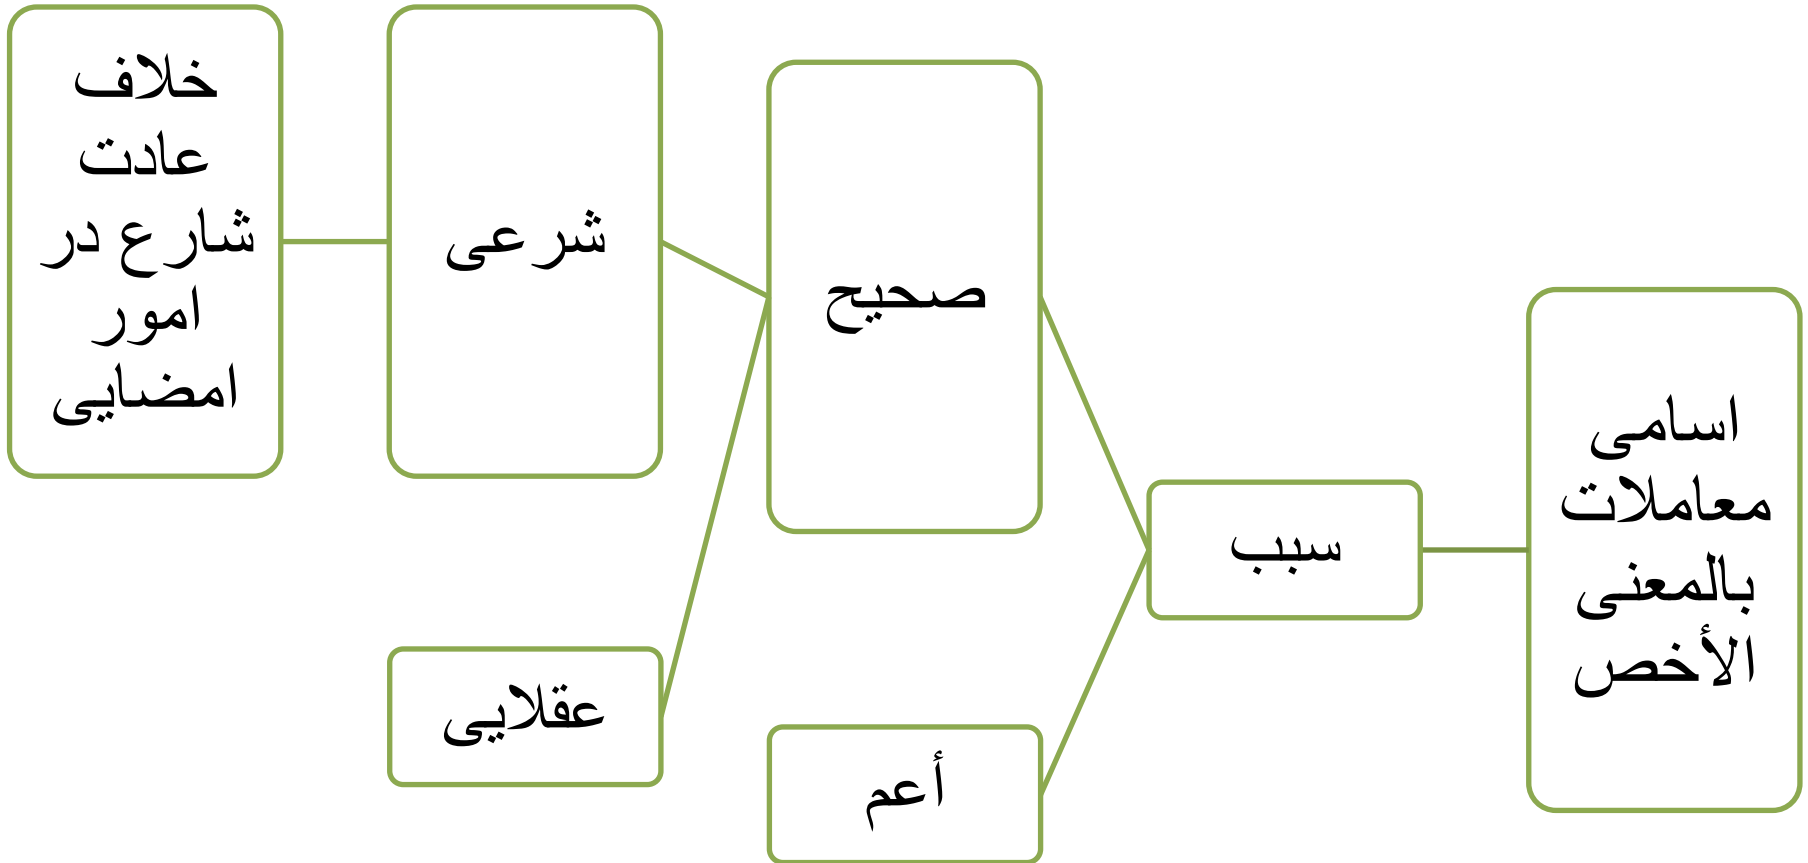 اسامی
معاملات
بالمعنی
الأخص
سبب
صحیح
شرعی
خلاف
عادت
شارع در
امور
امضایی
عقلایی
أعم